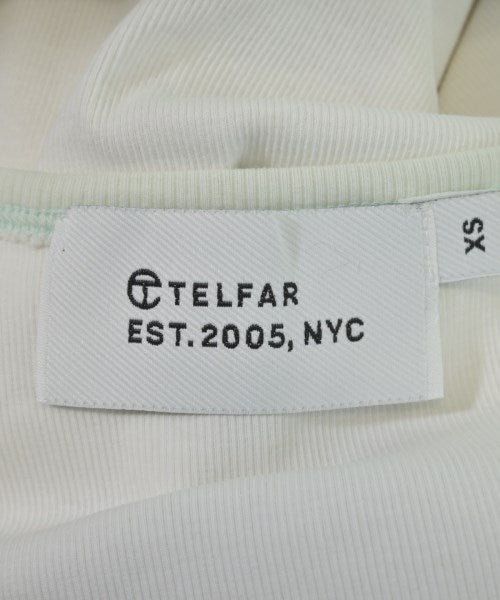 TELFAR
EST. 2005, NYC
XS